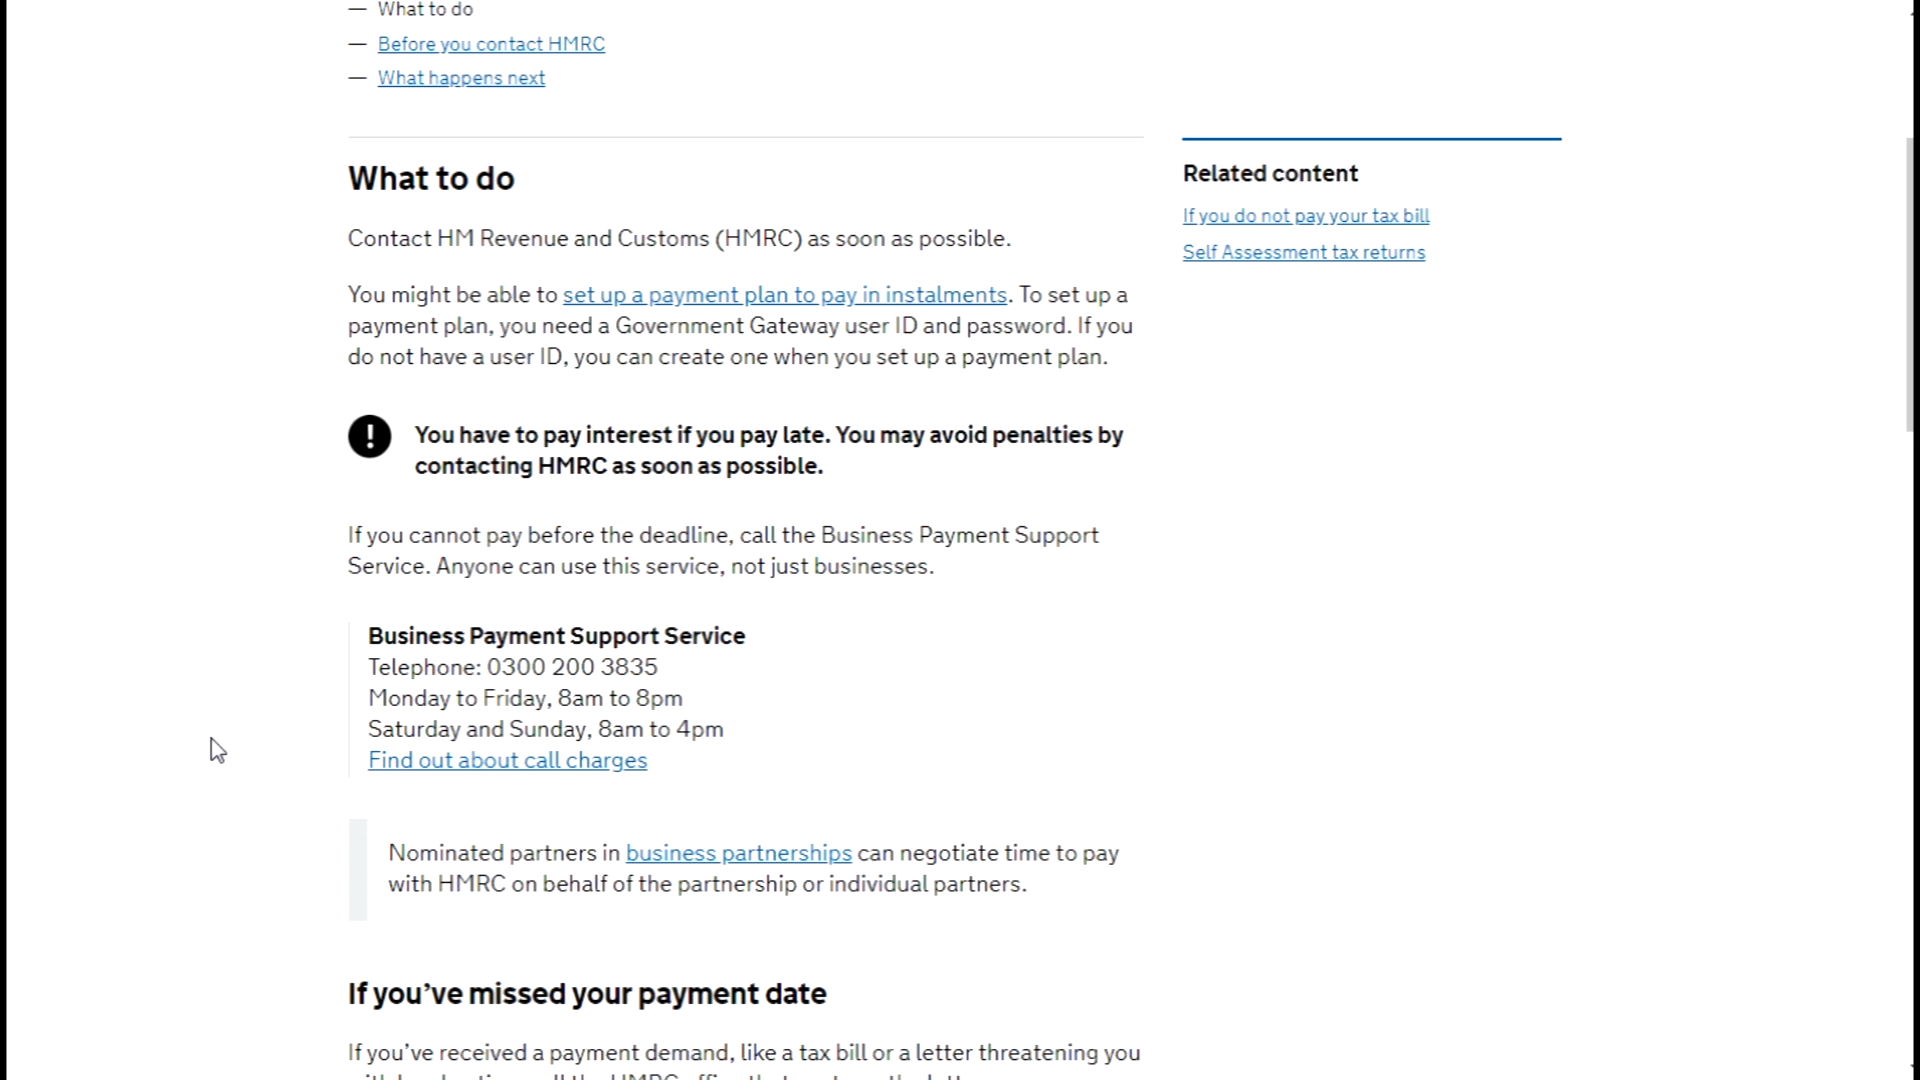 — What to do
— Before you contact HMRC
— What happens next
What to do
Contact HM Revenue and Customs (HMRC) as soon as possible.
You might be able to set up a payment plan to pay in instalments. To set up a
payment plan, you need a Government Gateway user ID and password. If you
do not have a user ID, you can create one when you set up a payment plan.
! You have to pay interest if you pay late. You may avoid penalties by
contacting HMRC as soon as possible.
If you cannot pay before the deadline, call the Business Payment Support
Service. Anyone can use this service, not just businesses.
Business Payment Support Service
Telephone: 0300 200 3835
Monday to Friday, 8am to 8pm
Saturday and Sunday, 8am to 4pm
Find out about call charges
Nominated partners in business partnerships can negotiate time to pay
with HMRC on behalf of the partnership or individual partners.
If you’ve missed your payment date
If you’ve received a payment demand, like a tax bill or a letter threatening you
Related content
If you do not pay your tax bill
Self Assessment tax returns